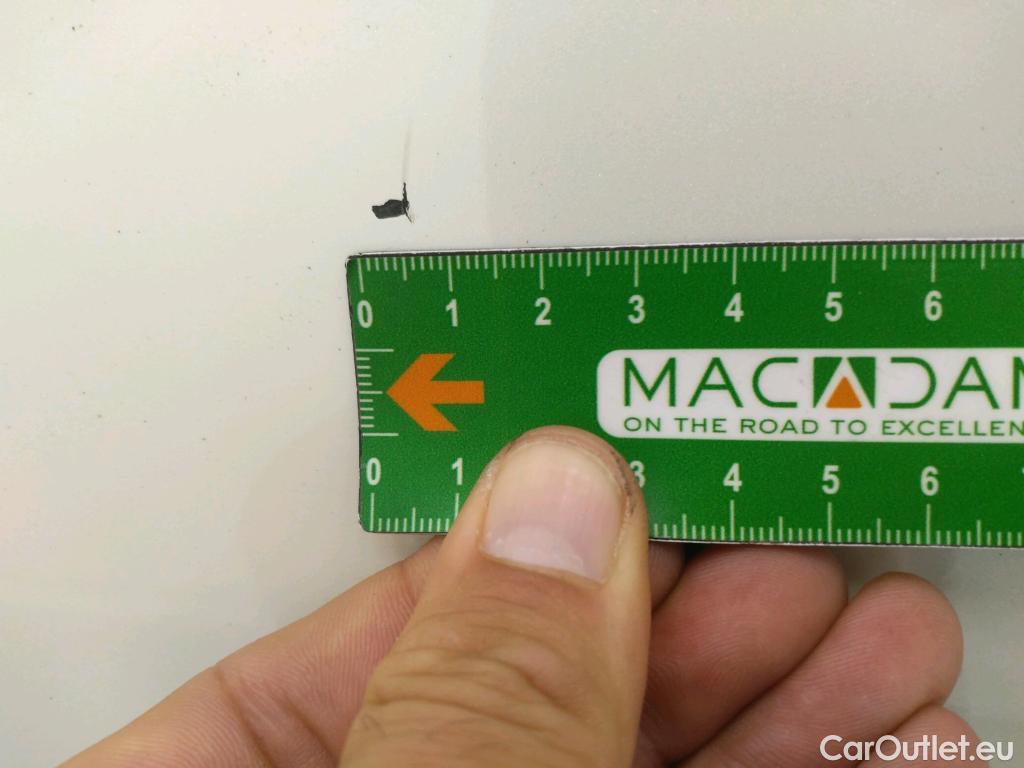 0 1 2 3 4 5 6
MACADAM
ON THE ROAD TO EXCELLEN
0 1 3 4 5 6
CarOutlet.eu